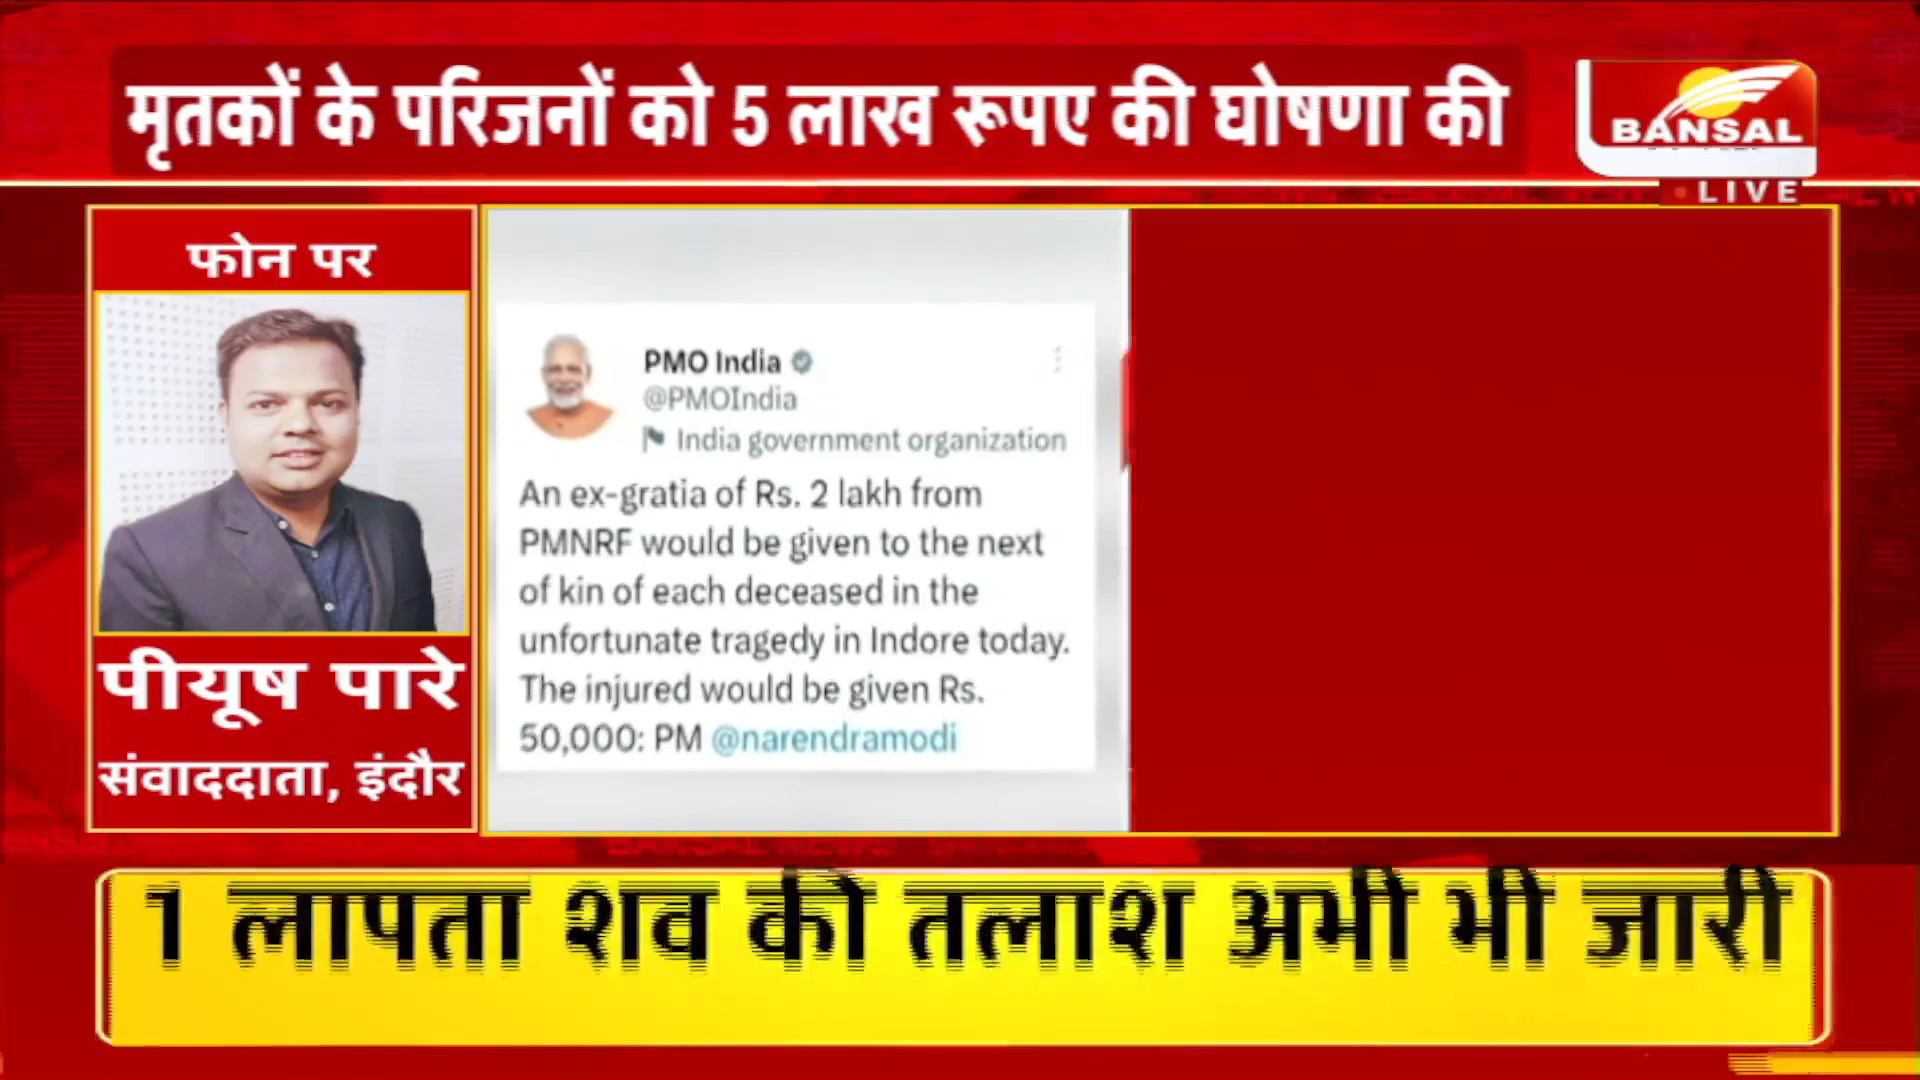 मृतकों के परिजनों को 5 लाख रूपए की घोषणा की
BANSAL
LIVE
फोन पर
पीयूष पारे
संवाददाता, इंदौर
PMO India
@PMOIndia
India government organization
An ex-gratia of Rs. 2 lakh from
PMNRF would be given to the next
of kin of each deceased in the
unfortunate tragedy in Indore today.
The injured would be given Rs.
50,000: PM @narendramodi
1 लापता शव की तलाश अभी भी जारी